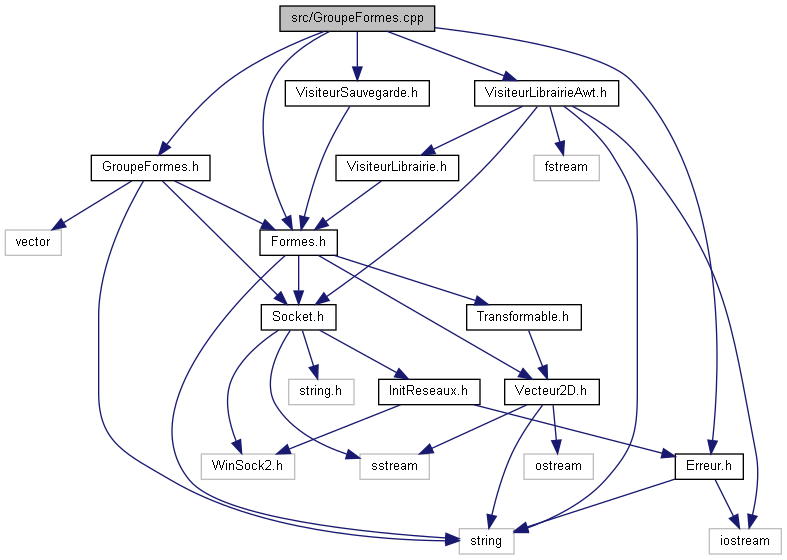 src/GroupeFormes.cpp
VisiteurSauvegarde.h
VisiteurLibrairieAwt.h
GroupeFormes.h
VisiteurLibrairie.h
fstream
vector
Formes.h
Socket.h
Transformable.h
string.h
InitReseaux.h
Vecteur2D.h
WinSock2.h
sstream
ostream
Erreur.h
string
iostream